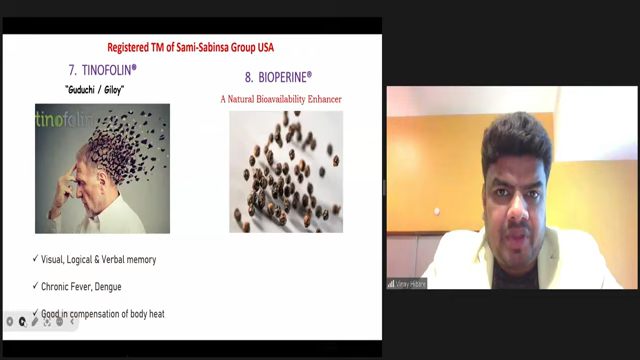 Registered TM of Sami-Sabinsa Group USA
7. TINOFOLIN®
"Guduchi / Giloy"
tinofolin
✓ Visual, Logical & Verbal memory
✓ Chronic Fever, Dengue
✓ Good in compensation of body heat
8. BIOPERINE®
A Natural Bioavailability Enhancer
Vinay Hiblire